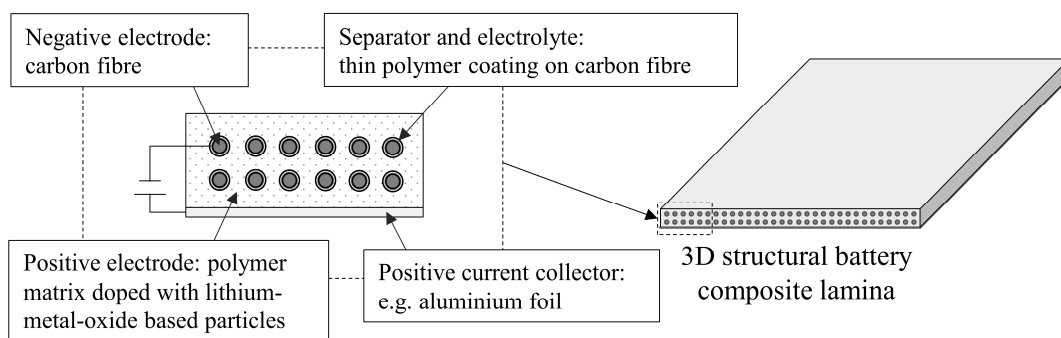 Negative electrode:
carbon fibre
Separator and electrolyte:
thin polymer coating on carbon fibre
Positive electrode: polymer
matrix doped with lithium-
metal-oxide based particles
Positive current collector:
e.g. aluminium foil
3D structural battery
composite lamina